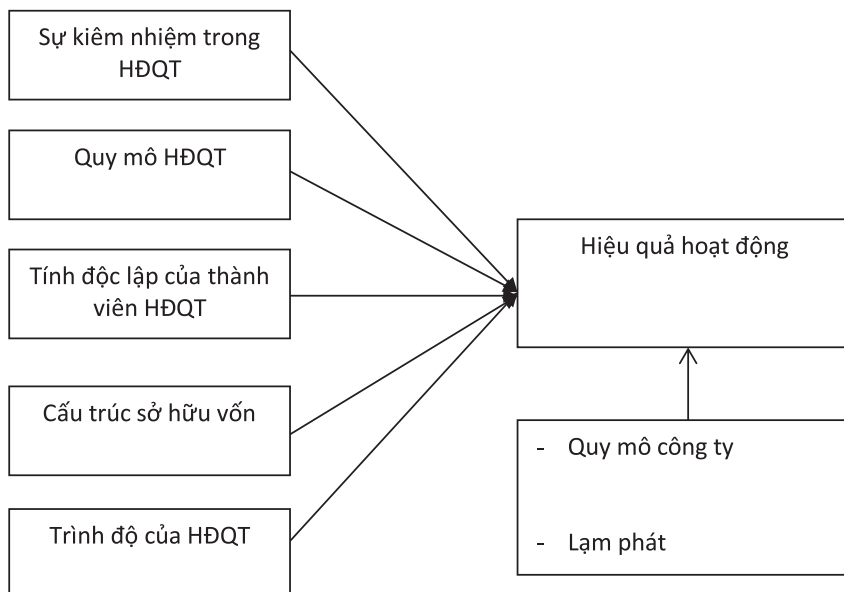 Sự kiêm nhiệm trong
HĐQT
Quy mô HĐQT
Tính độc lập của thành
viên HĐQT
Cấu trúc sở hữu vốn
Trình độ của HĐQT
Hiệu quả hoạt động
- Quy mô công ty
- Lạm phát